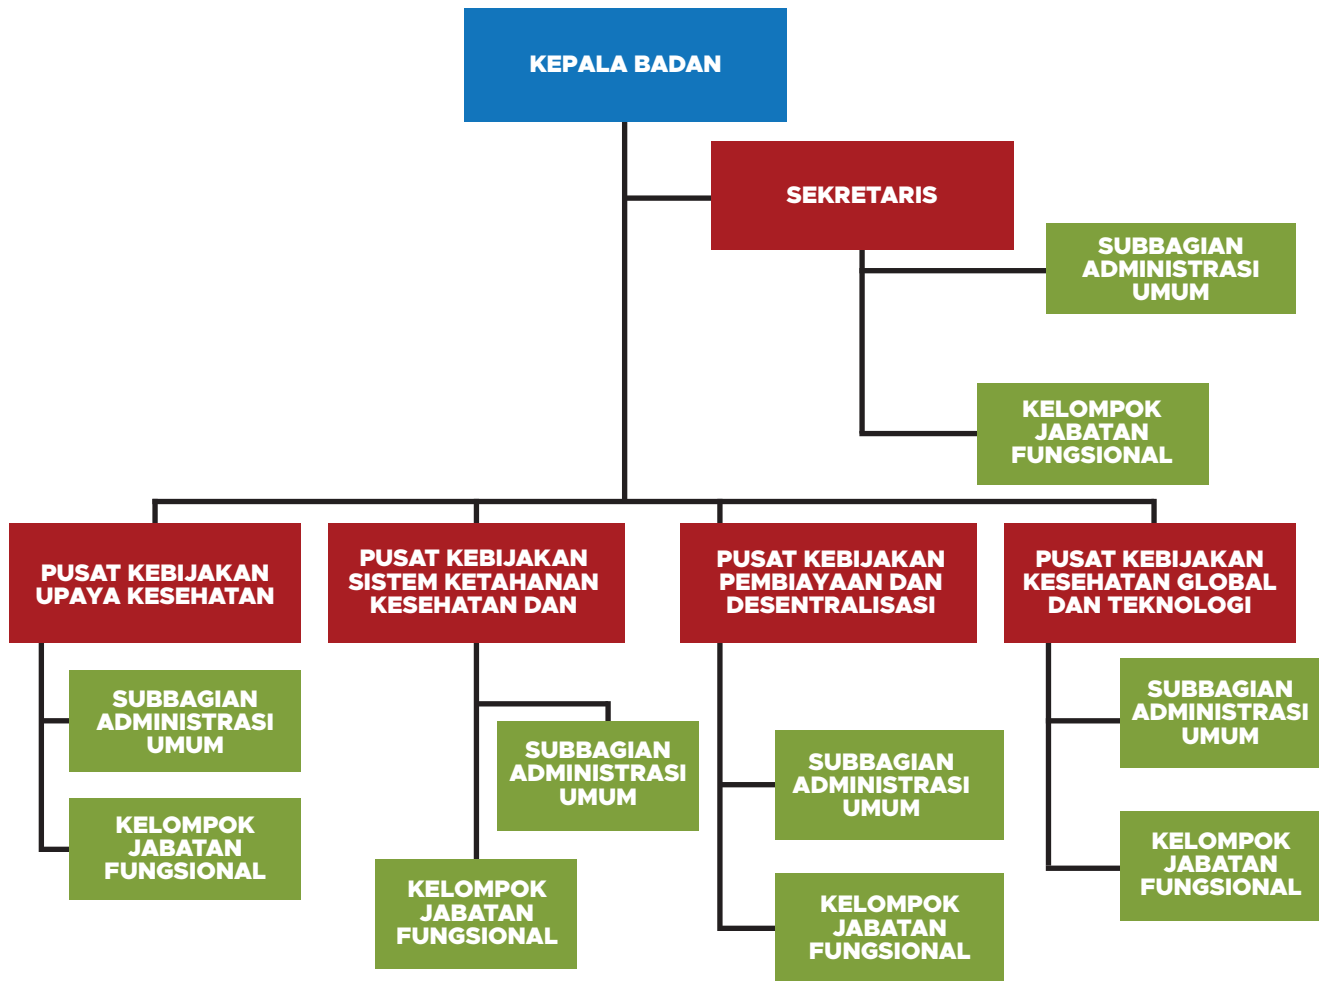 KEPALA BADAN
SEKRETARIS
SUBBAGIAN
ADMINISTRASI
UMUM
KELOMPOK
JABATAN
FUNGSIONAL
PUSAT KEBIJAKAN
UPAYA KESEHATAN
PUSAT KEBIJAKAN
SISTEM KETAHANAN
KESEHATAN DAN
PUSAT KEBIJAKAN
PEMBIAYAAN DAN
DESENTRALISASI
PUSAT KEBIJAKAN
KESEHATAN GLOBAL
DAN TEKNOLOGI
SUBBAGIAN
ADMINISTRASI
UMUM
KELOMPOK
JABATAN
FUNGSIONAL
SUBBAGIAN
ADMINISTRASI
UMUM
KELOMPOK
JABATAN
FUNGSIONAL
SUBBAGIAN
ADMINISTRASI
UMUM
KELOMPOK
JABATAN
FUNGSIONAL
SUBBAGIAN
ADMINISTRASI
UMUM
KELOMPOK
JABATAN
FUNGSIONAL